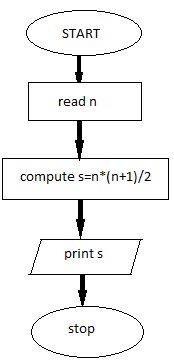 START
read n
compute s=n*(n+1)/2
print s
stop